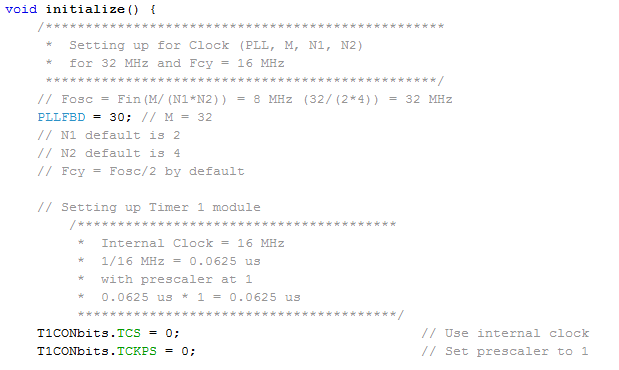 void initialize() {
/**************************************************
* Setting up for Clock (PLL, M, N1, N2)
* for 32 MHz and Fcy = 16 MHz
*************************************************/
// Fosc = Fin(M/(N1*N2)) = 8 MHz (32/(2*4)) = 32 MHz
PLLFBD = 30; // M = 32
// N1 default is 2
// N2 default is 4
// Fcy = Fosc/2 by default
// Setting up Timer 1 module
/****************************************
* Internal Clock = 16 MHz
* 1/16 MHz = 0.0625 us
* with prescaler at 1
* 0.0625 us * 1 = 0.0625 us
****************************************/
T1CONbits.TCS = 0; // Use internal clock
T1CONbits.TCKPS = 0; // Set prescaler to 1